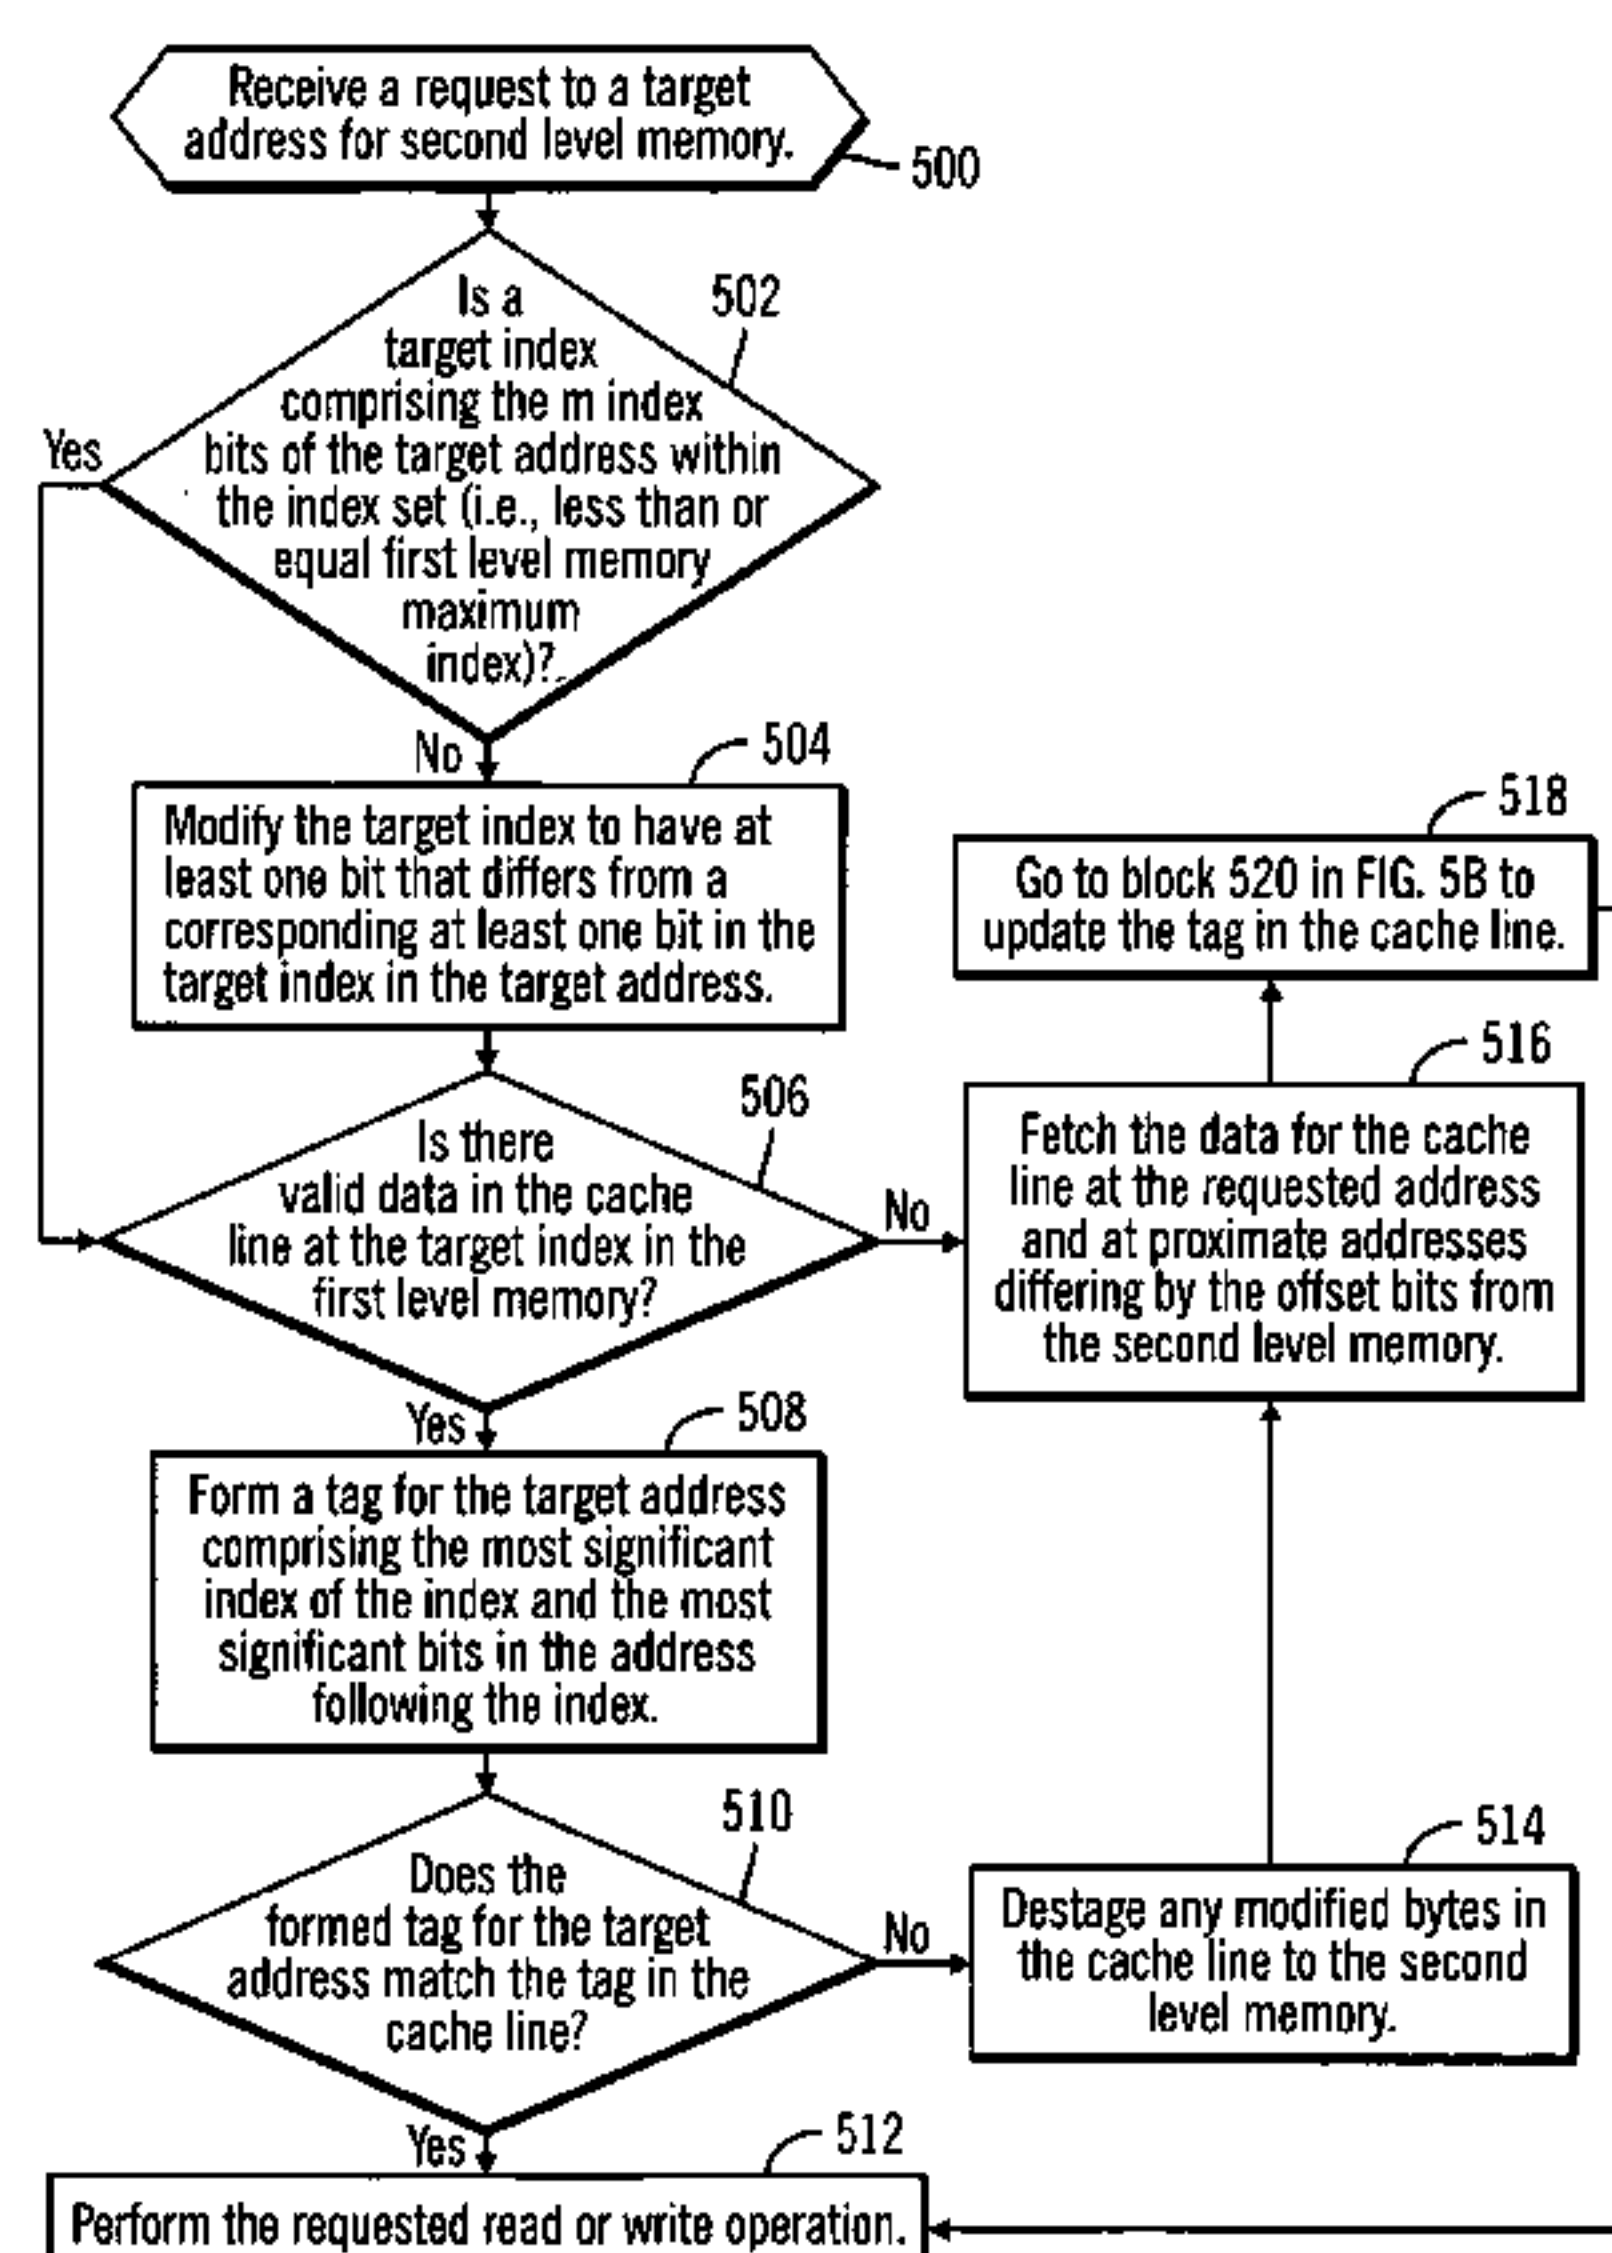 Receive a request to a target
address for second level memory.
500
Is a
target index
comprising the m index
bits of the target address within
the index set (i.e., less than or
equal first level memory
maximum
index)?
502
Yes
No
504
Modify the target index to have at
least one bit that differs from a
corresponding at least one bit in the
target index in the target address.
518
Go to block 520 in FIG. 5B to
update the tag in the cache line.
506
Is there
valid data in the cache
line at the target index in the
first level memory?
No
516
Fetch the data for the cache
line at the requested address
and at proximate addresses
differing by the offset bits from
the second level memory.
Yes
508
Form a tag for the target address
comprising the most significant
index of the index and the most
significant bits in the address
following the index.
510
Does the
formed tag for the target
address match the tag in the
cache line?
No
514
Destage any modified bytes in
the cache line to the second
level memory.
Yes
512
Perform the requested read or write operation.